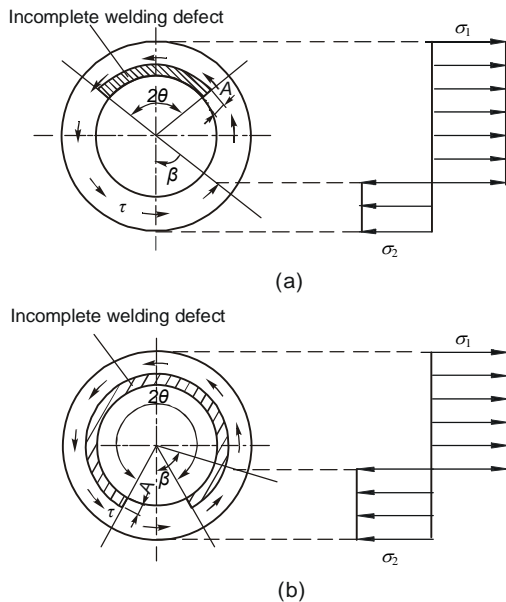 Incomplete welding defect
σ1
A
2θ
β
τ
σ2
(a)
Incomplete welding defect
σ1
2θ
A
β
τ
σ2
(b)